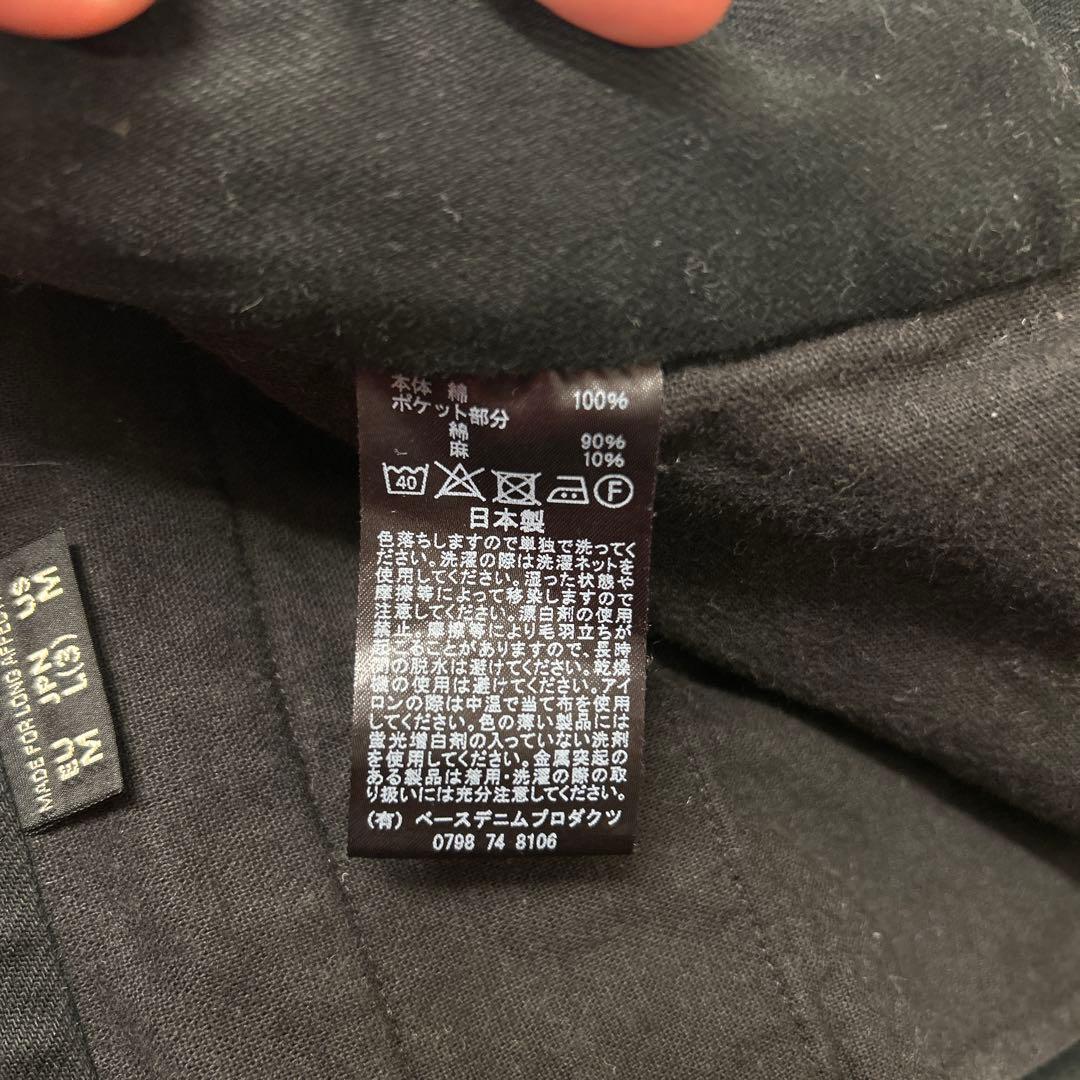 本体 綿 100%
ポケット部分
綿 90%
麻 10%
40 F
日本製
色落ちしますので単独で洗ってく
ださい。洗濯の際は洗濯ネットを
使用してください。湿った状態や
摩擦等によって移染しますので
注意してください。漂白剤の使用
禁止。摩擦等により毛羽立ちが
起こることがありますので、長時
間の脱水は避けてください。乾燥
機の使用は避けてください。アイ
ロンの際は中温で当て布を使用
してください。色の薄い製品には
蛍光増白剤の入っていない洗剤
を使用してください。金属突起の
ある製品は着用・洗濯の際の取
り扱いには充分注意してください。
(有) ベースデニムプロダクツ
0798 74 8106
MADE FOR LONG
EU JPN US
M L(3) M